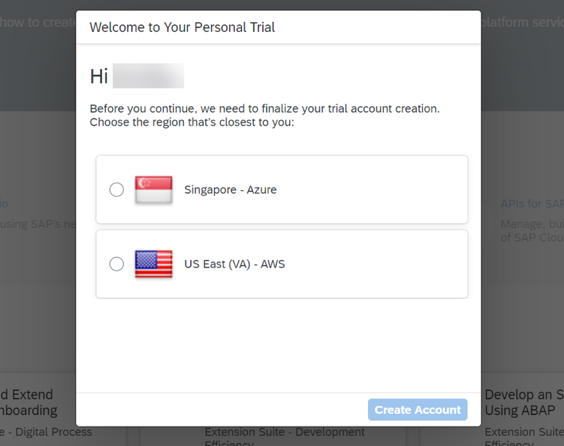 how to create
platform servic
Welcome to Your Personal Trial
Hi
Before you continue, we need to finalize your trial account creation.
Choose the region that's closest to you:
io
using SAP's ne
APIs for SAP
Manage, bu
of SAP Clou
Singapore - Azure
US East (VA) - AWS
Create Account
d Extend
nboarding
e - Digital Process
Extension Suite - Development
Efficiency
Develop an S
Using ABAP
Extension Suite - Develo
Efficiency